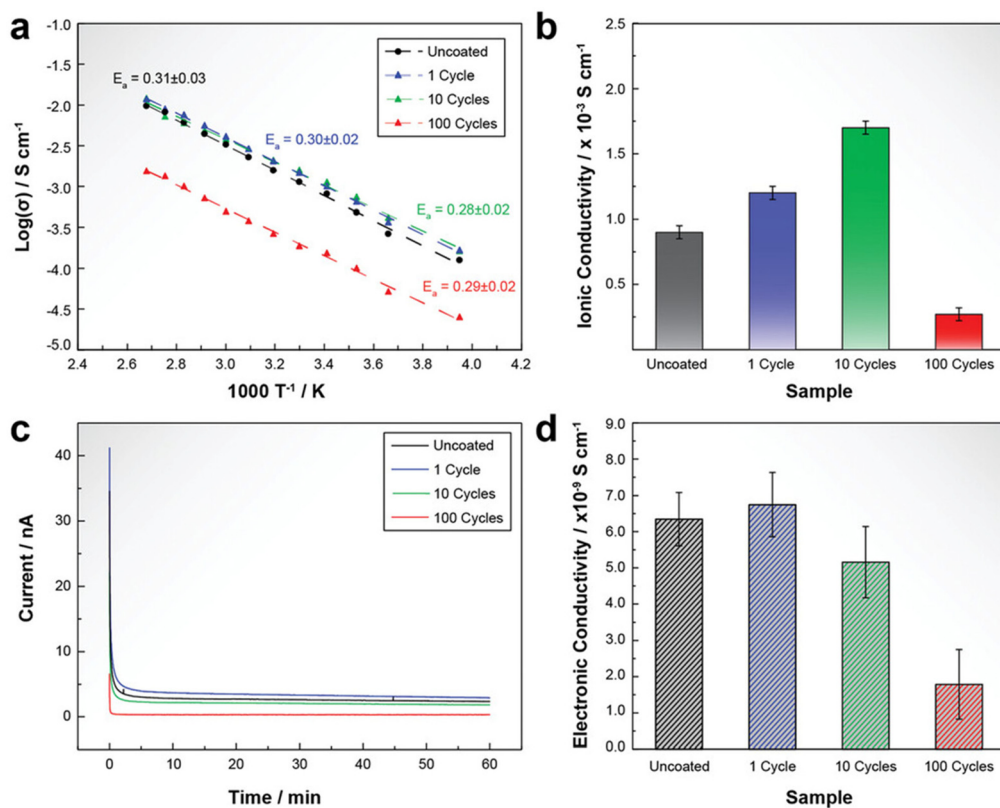 a
-1.0
-1.5
-2.0
-2.5
-3.0
-3.5
-4.0
-4.5
-5.0
Log(σ) / S cm⁻¹
Uncoated
1 Cycle
10 Cycles
100 Cycles
Eₐ = 0.31±0.03
Eₐ = 0.30±0.02
Eₐ = 0.28±0.02
Eₐ = 0.29±0.02
2.4 2.6 2.8 3.0 3.2 3.4 3.6 3.8 4.0 4.2
1000 T⁻¹ / K
b
2.5
2.0
1.5
1.0
0.5
Ionic Conductivity / x 10⁻³ S cm⁻¹
Uncoated 1 Cycle 10 Cycles 100 Cycles
Sample
c
40
30
20
10
0
Current / nA
Uncoated
1 Cycle
10 Cycles
100 Cycles
0 10 20 30 40 50 60
Time / min
d
9.0
8.0
7.0
6.0
5.0
4.0
3.0
2.0
1.0
0.0
Electronic Conductivity / x10⁻⁹ S cm⁻¹
Uncoated 1 Cycle 10 Cycles 100 Cycles
Sample